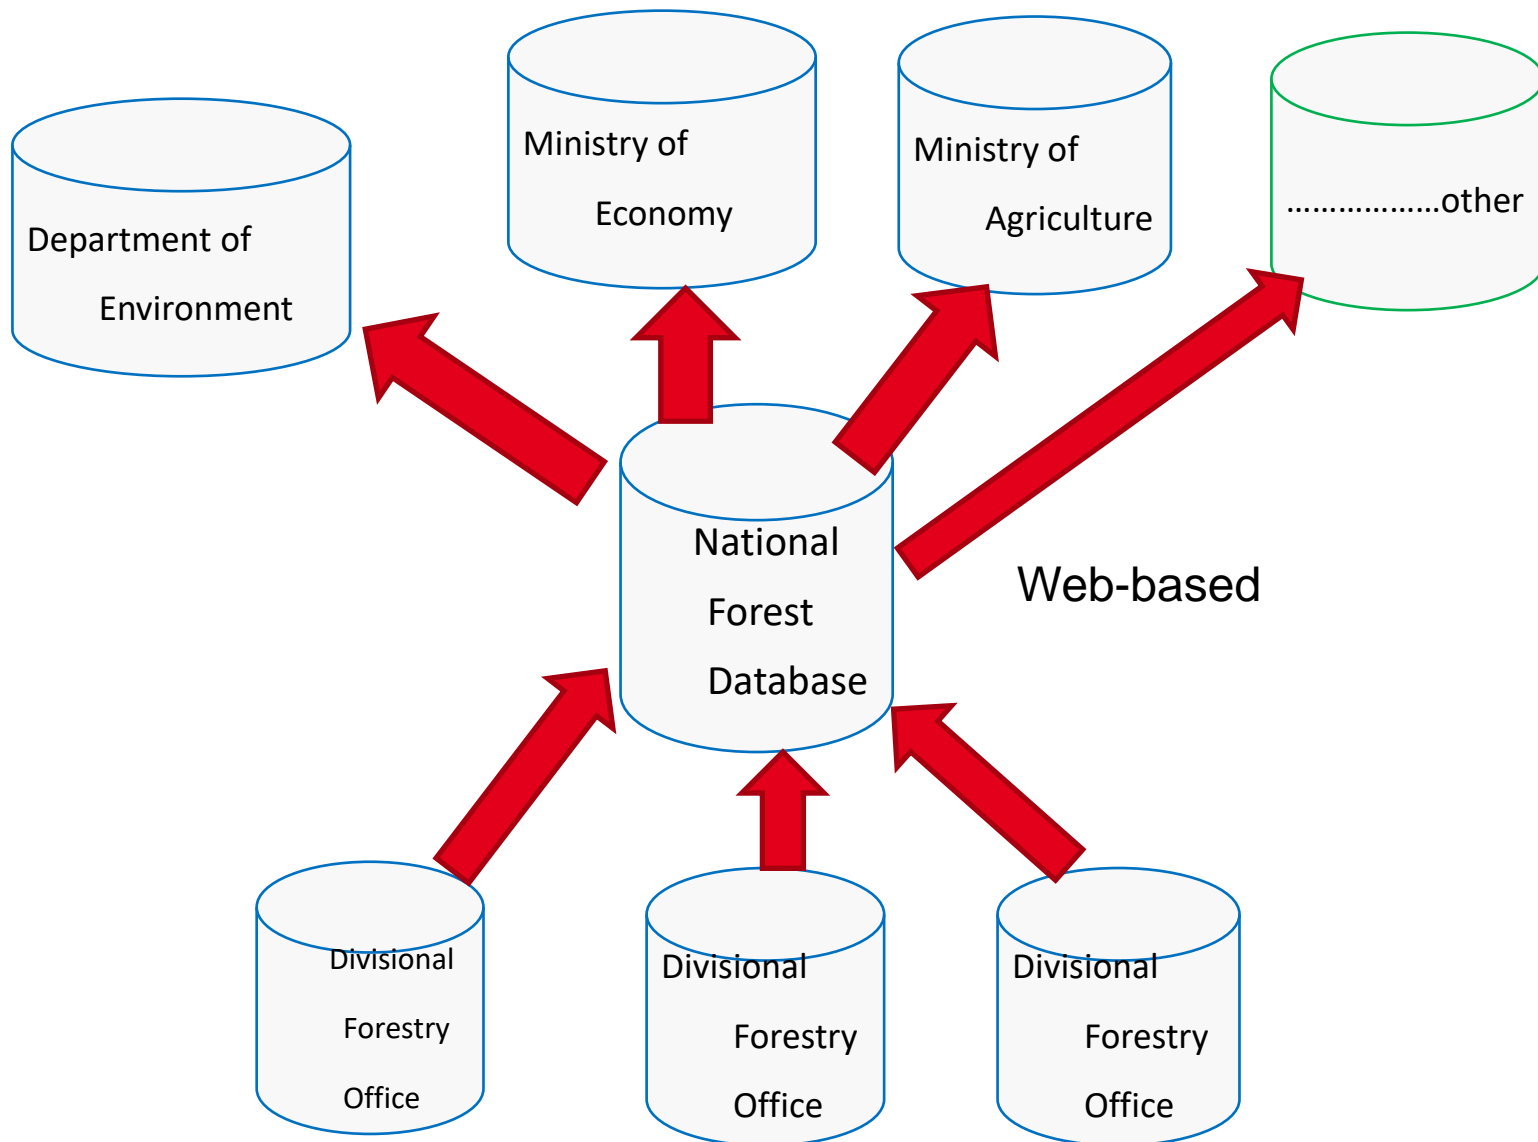 Department of
Environment
Ministry of
Economy
Ministry of
Agriculture
………………other
National
Forest
Database
Web-based
Divisional
Forestry
Office
Divisional
Forestry
Office
Divisional
Forestry
Office